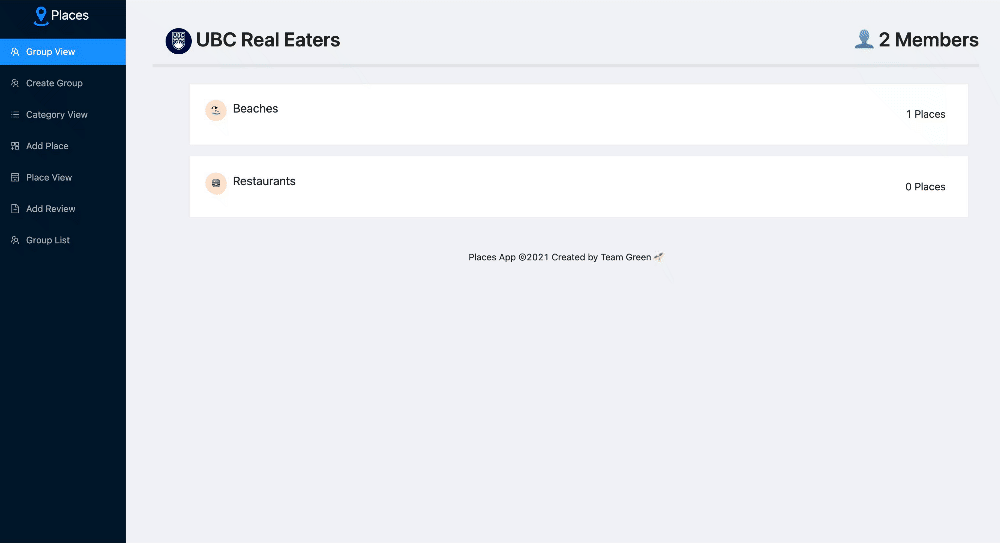 Places
Group View
Create Group
Category View
Add Place
Place View
Add Review
Group List
UBC
UBC Real Eaters
2 Members
Beaches
1 Places
Restaurants
0 Places
Places App ©2021 Created by Team Green